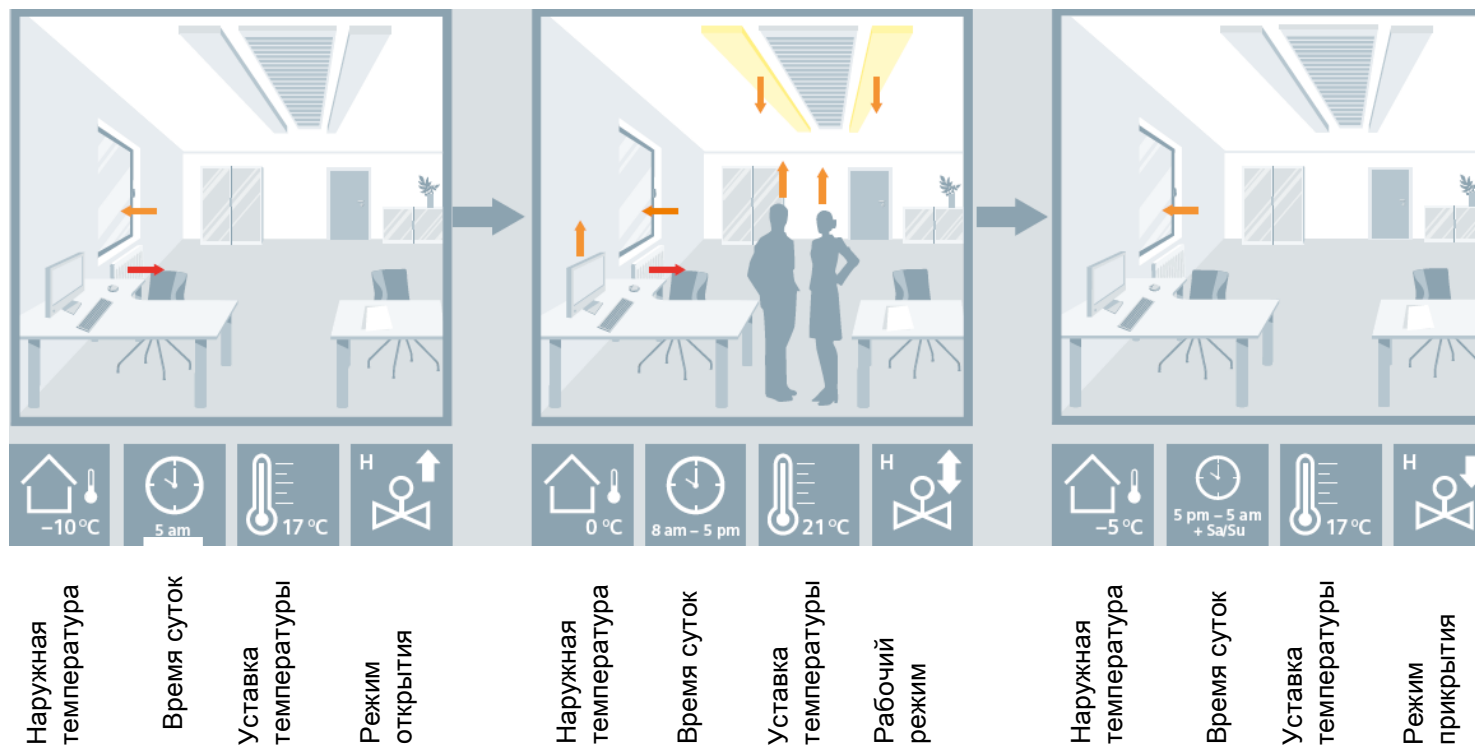 H
−10 °C
5 am
17 °C
H
0 °C
8 am – 5 pm
21 °C
H
−5 °C
5 pm – 5 am
+ Sa/Su
17 °C
Наружная
температура
Время суток
Уставка
температуры
Режим
открытия
Наружная
температура
Время суток
Уставка
температуры
Рабочий
режим
Наружная
температура
Время суток
Уставка
температуры
Режим
прикрытия